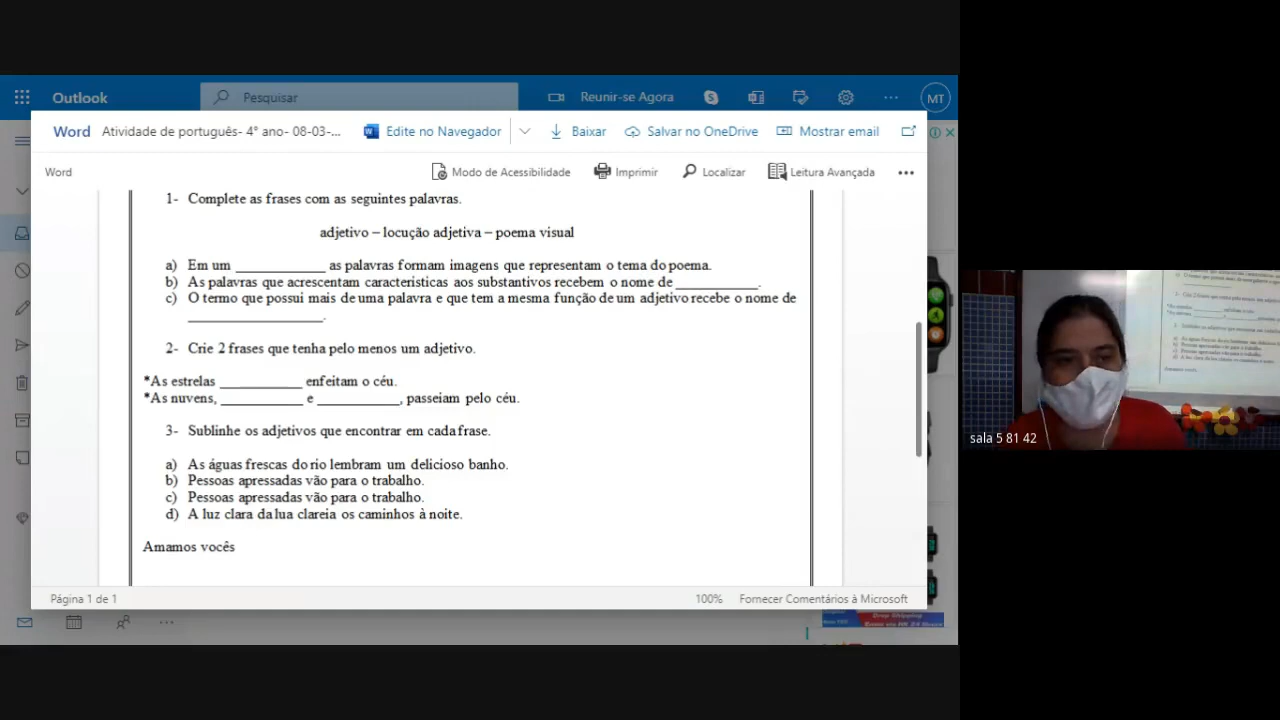 Outlook
Pesquisar
Reunir-se Agora
MT
Word
Atividade de português- 4° ano- 08-03-...
Edite no Navegador
Baixar
Salvar no OneDrive
Mostrar email
Word
Modo de Acessibilidade
Imprimir
Localizar
Leitura Avançada
1- Complete as frases com as seguintes palavras.
adjetivo – locução adjetiva – poema visual
a) Em um ____________ as palavras formam imagens que representam o tema do poema.
b) As palavras que acrescentam caracteristicas aos substantivos recebem o nome de ___________.
c) O termo que possui mais de uma palavra e que tem a mesma função de um adjetivo recebe o nome de
__________________.
2- Crie 2 frases que tenha pelo menos um adjetivo.
*As estrelas ___________ enfeitam o céu.
*As nuvens, ___________ e ___________, passeiam pelo céu.
3- Sublinhe os adjetivos que encontrar em cada frase.
a) As águas frescas do rio lembram um delicioso banho.
b) Pessoas apressadas vão para o trabalho.
c) Pessoas apressadas vão para o trabalho.
d) A luz clara da lua clareia os caminhos à noite.
Amamos vocês
Página 1 de 1
100%
Fornecer Comentários à Microsoft
sala 5 81 42